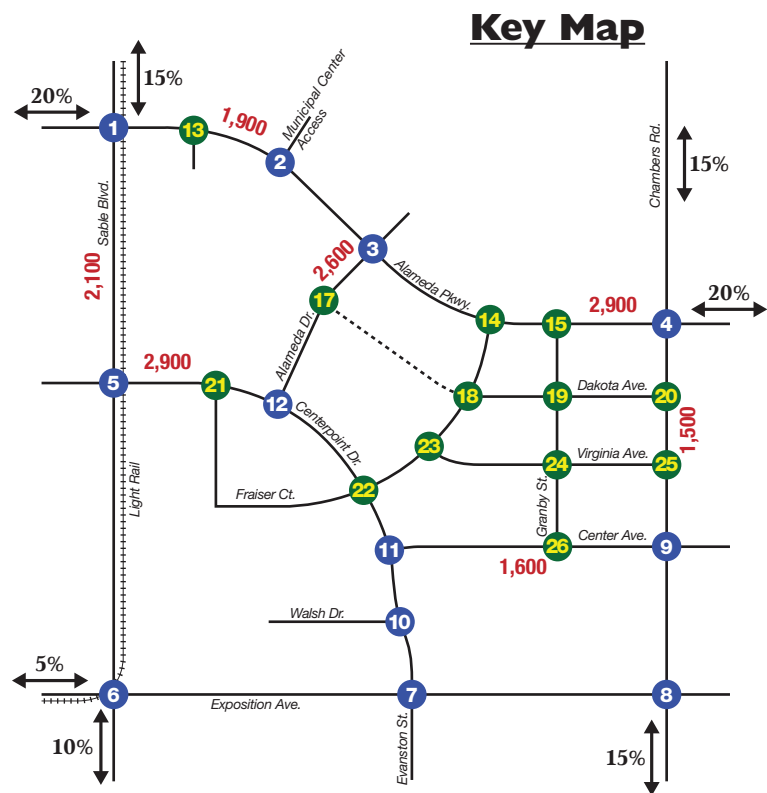 Key Map
15%
20%
1
13
1,900
Municipal Center
Access
2
Sable Blvd.
2,100
3
2,600
17
Alameda Pkwy.
14
15
2,900
4
20%
Chambers Rd.
15%
5
2,900
21
Alameda Dr.
12
Centerpoint Dr.
18
19
Dakota Ave.
20
1,500
23
24
Virginia Ave.
25
Light Rail
Fraiser Ct.
22
Granby St.
11
26
Center Ave.
9
1,600
Walsh Dr.
10
5%
6
Exposition Ave.
7
8
10%
Evanston St.
15%